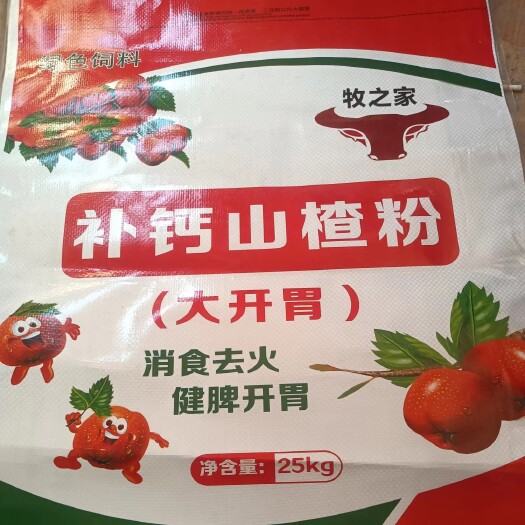 色饲料
牧之家
补钙山楂粉
（大开胃）
消食去火
健脾开胃
净含量：25kg